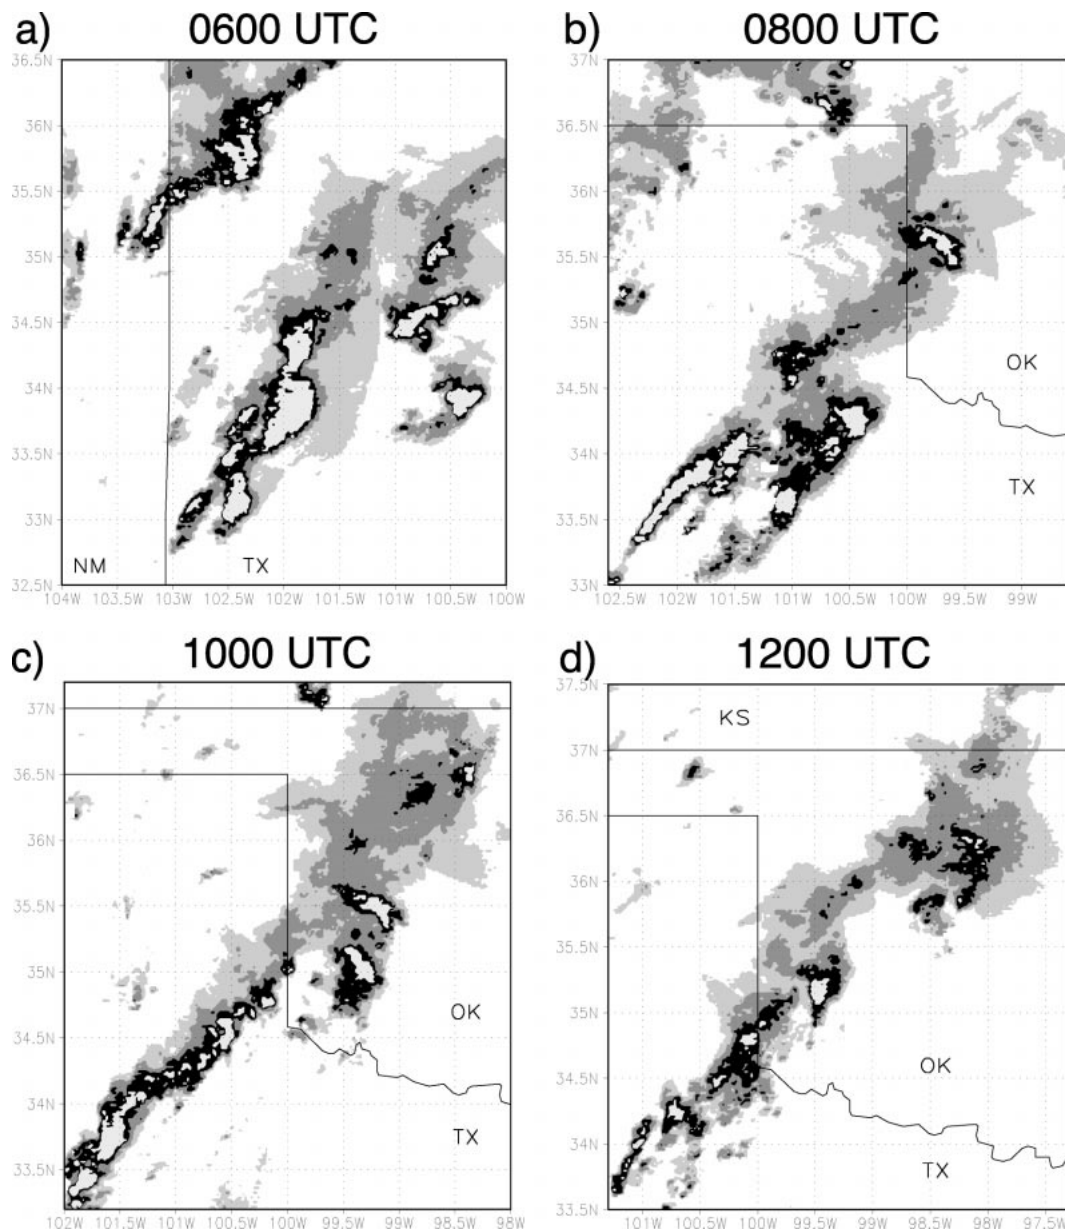 a) 0600 UTC
b) 0800 UTC
36.5N
36N
35.5N
35N
34.5N
34N
33.5N
33N
32.5N
NM
TX
104W 103.5W 103W 102.5W 102W 101.5W 101W 100.5W 100W
37N
36.5N
36N
35.5N
35N
34.5N
34N
33.5N
33N
OK
TX
102.5W 102W 101.5W 101W 100.5W 100W 99.5W 99W
c) 1000 UTC
d) 1200 UTC
37N
36.5N
36N
35.5N
35N
34.5N
34N
33.5N
OK
TX
102W 101.5W 101W 100.5W 100W 99.5W 99W 98.5W 98W
37.5N
KS
37N
36.5N
36N
35.5N
35N
34.5N
34N
33.5N
OK
TX
101W 100.5W 100W 99.5W 99W 98.5W 98W 97.5W